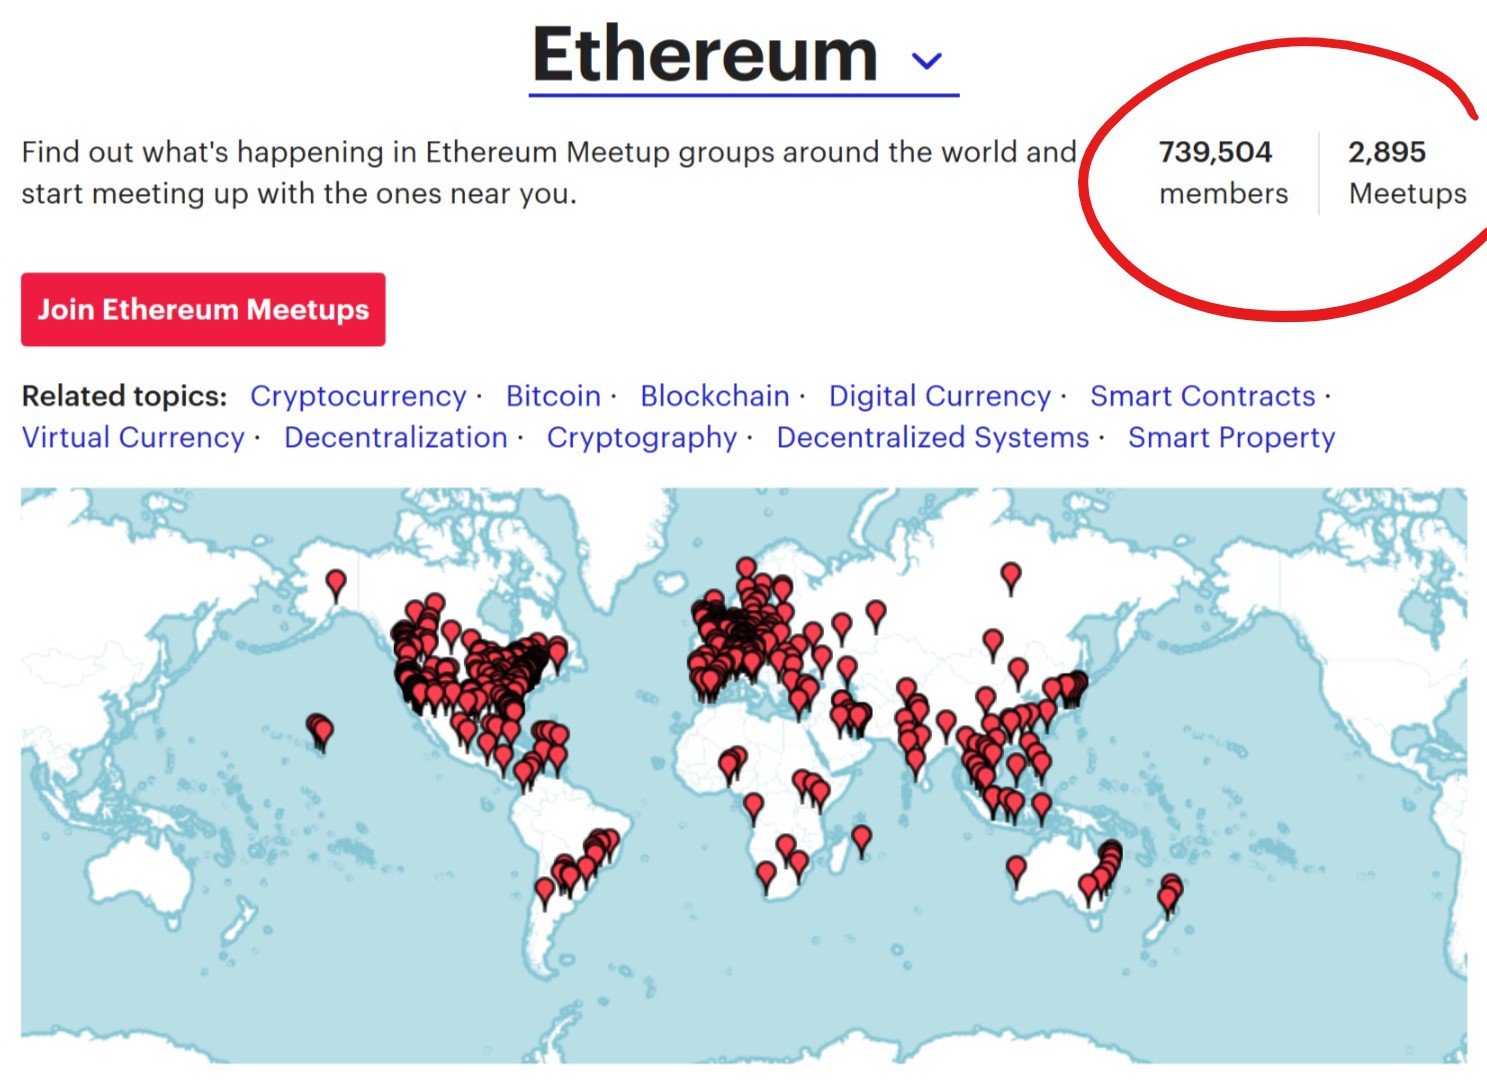 Ethereum
Find out what's happening in Ethereum Meetup groups around the world and
start meeting up with the ones near you.
739,504
members
2,895
Meetups
Join Ethereum Meetups
Related topics: Cryptocurrency · Bitcoin · Blockchain · Digital Currency · Smart Contracts ·
Virtual Currency · Decentralization · Cryptography · Decentralized Systems · Smart Property